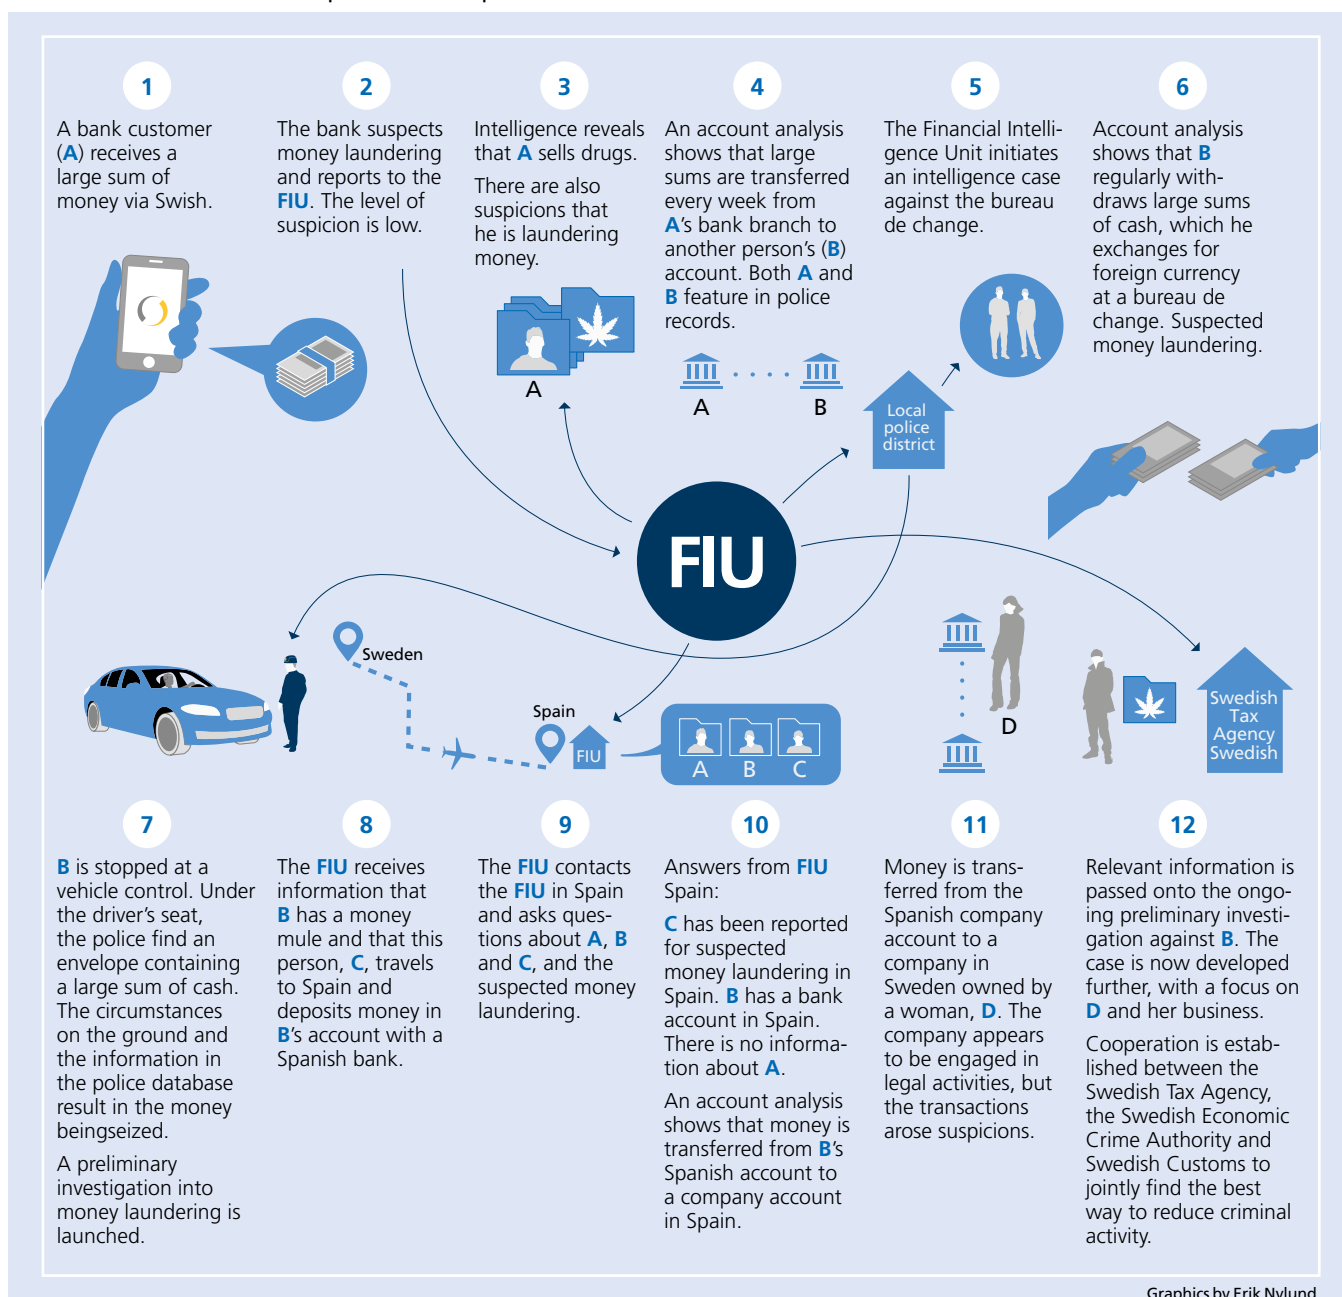 1
A bank customer
(A) receives a
large sum of
money via Swish.
2
The bank suspects
money laundering
and reports to the
FIU. The level of
suspicion is low.
3
Intelligence reveals
that A sells drugs.
There are also
suspicions that
he is laundering
money.
A
4
An account analysis
shows that large
sums are transferred
every week from
A's bank branch to
another person's (B)
account. Both A and
B feature in police
records.
A
B
5
The Financial Intelli-
gence Unit initiates
an intelligence case
against the bureau
de change.
Local
police
district
6
Account analysis
shows that B
regularly with-
draws large sums
of cash, which he
exchanges for
foreign currency
at a bureau de
change. Suspected
money laundering.
FIU
Sweden
Spain
FIU
A B C
D
Swedish
Tax
Agency
Swedish
7
B is stopped at a
vehicle control. Under
the driver's seat,
the police find an
envelope containing
a large sum of cash.
The circumstances
on the ground and
the information in
the police database
result in the money
beingseized.
A preliminary
investigation into
money laundering is
launched.
8
The FIU receives
information that
B has a money
mule and that this
person, C, travels
to Spain and
deposits money in
B's account with a
Spanish bank.
9
The FIU contacts
the FIU in Spain
and asks ques-
tions about A, B
and C, and the
suspected money
laundering.
10
Answers from FIU
Spain:
C has been reported
for suspected
money laundering in
Spain. B has a bank
account in Spain.
There is no informa-
tion about A.
An account analysis
shows that money is
transferred from B's
Spanish account to
a company account
in Spain.
11
Money is trans-
ferred from the
Spanish company
account to a
company in
Sweden owned by
a woman, D. The
company appears
to be engaged in
legal activities, but
the transactions
arose suspicions.
12
Relevant information is
passed onto the ongo-
ing preliminary investi-
gation against B. The
case is now developed
further, with a focus on
D and her business.
Cooperation is estab-
lished between the
Swedish Tax Agency,
the Swedish Economic
Crime Authority and
Swedish Customs to
jointly find the best
way to reduce criminal
activity.
Graphics by Erik Nylund